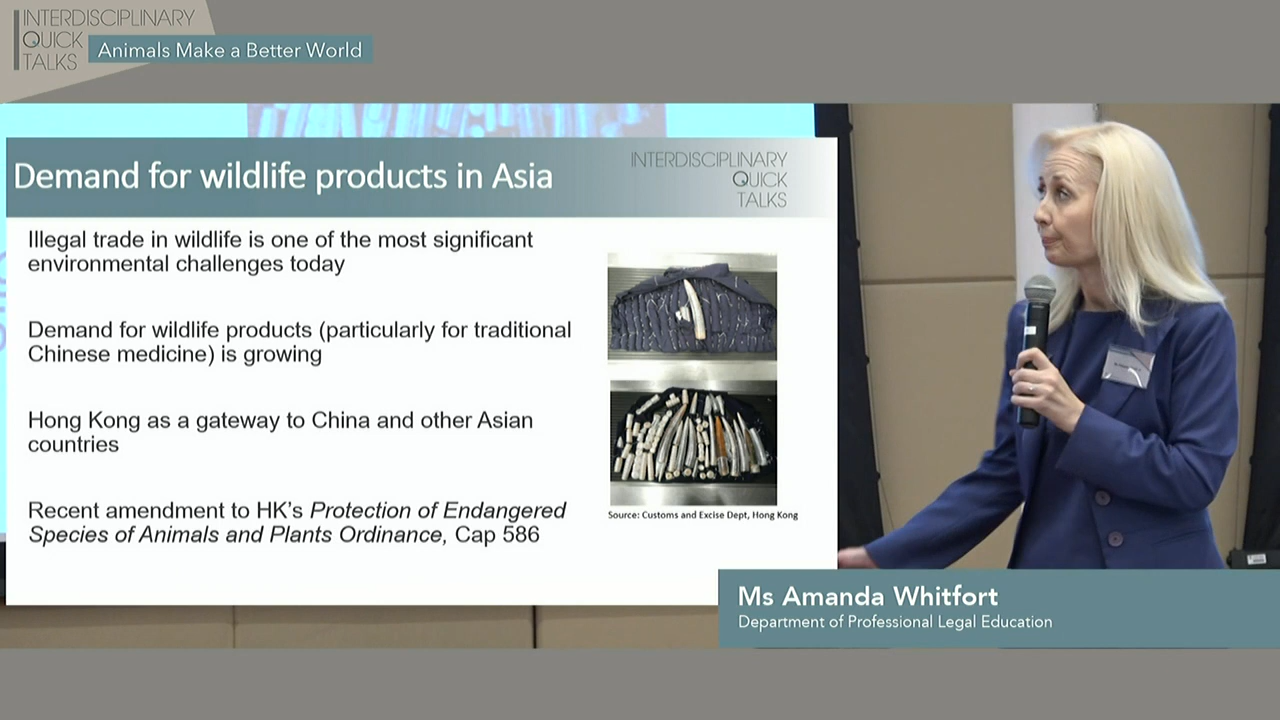 INTERDISCIPLINARY
QUICK
TALKS
Animals Make a Better World
Demand for wildlife products in Asia
INTERDISCIPLINARY
QUICK
TALKS
Illegal trade in wildlife is one of the most significant
environmental challenges today
Demand for wildlife products (particularly for traditional
Chinese medicine) is growing
Hong Kong as a gateway to China and other Asian
countries
Recent amendment to HK's Protection of Endangered
Species of Animals and Plants Ordinance, Cap 586
Source: Customs and Excise Dept, Hong Kong
Ms Amanda Whitfort
Department of Professional Legal Education